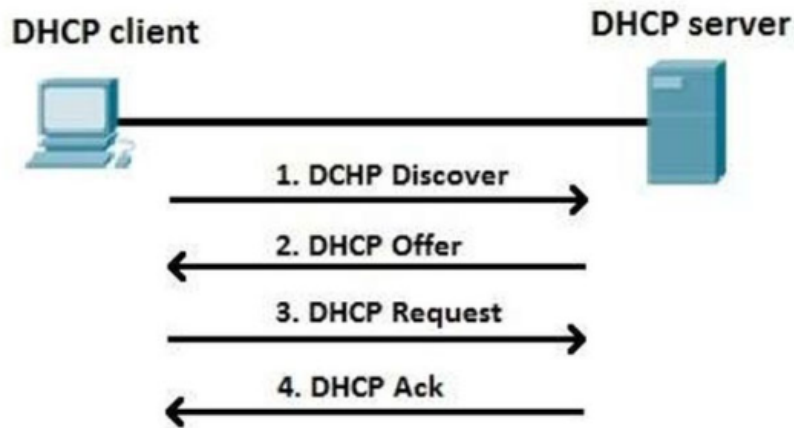 DHCP client
DHCP server
1. DCHP Discover
2. DHCP Offer
3. DHCP Request
4. DHCP Ack